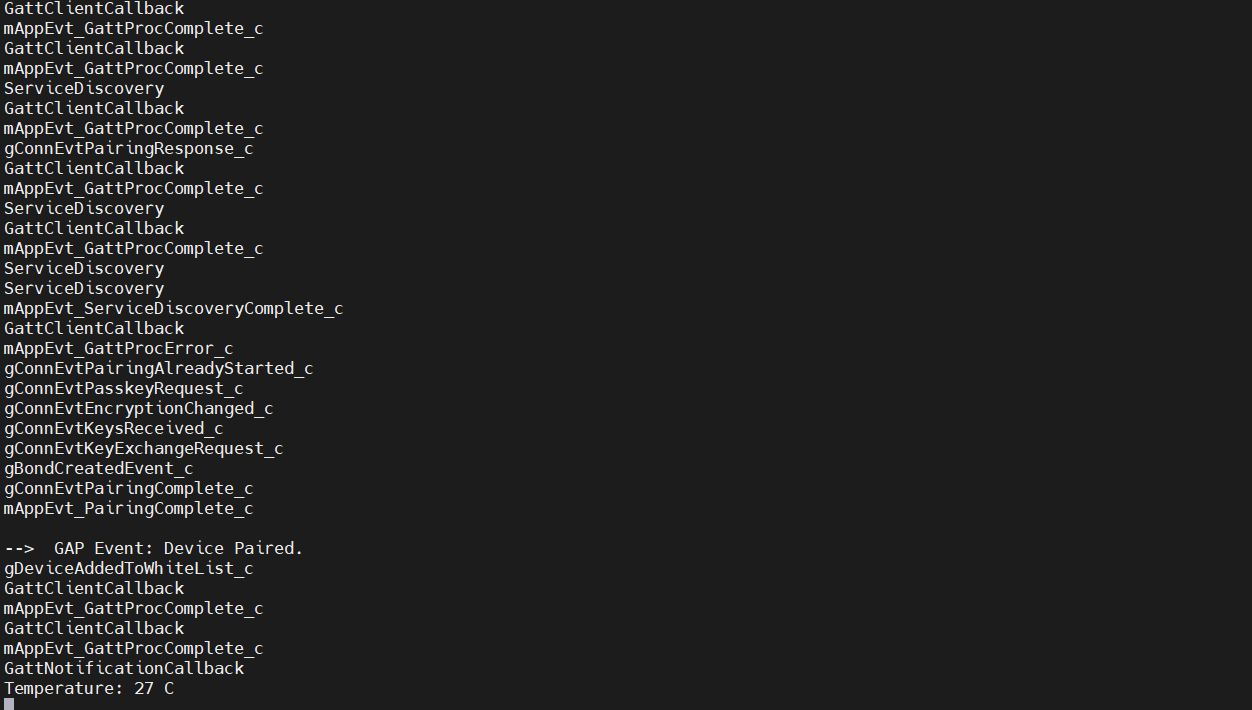 GattClientCallback
mAppEvt_GattProcComplete_c
GattClientCallback
mAppEvt_GattProcComplete_c
ServiceDiscovery
GattClientCallback
mAppEvt_GattProcComplete_c
gConnEvtPairingResponse_c
GattClientCallback
mAppEvt_GattProcComplete_c
ServiceDiscovery
GattClientCallback
mAppEvt_GattProcComplete_c
ServiceDiscovery
ServiceDiscovery
mAppEvt_ServiceDiscoveryComplete_c
GattClientCallback
mAppEvt_GattProcError_c
gConnEvtPairingAlreadyStarted_c
gConnEvtPasskeyRequest_c
gConnEvtEncryptionChanged_c
gConnEvtKeysReceived_c
gConnEvtKeyExchangeRequest_c
gBondCreatedEvent_c
gConnEvtPairingComplete_c
mAppEvt_PairingComplete_c

-->  GAP Event: Device Paired.
gDeviceAddedToWhiteList_c
GattClientCallback
mAppEvt_GattProcComplete_c
GattClientCallback
mAppEvt_GattProcComplete_c
GattNotificationCallback
Temperature: 27 C